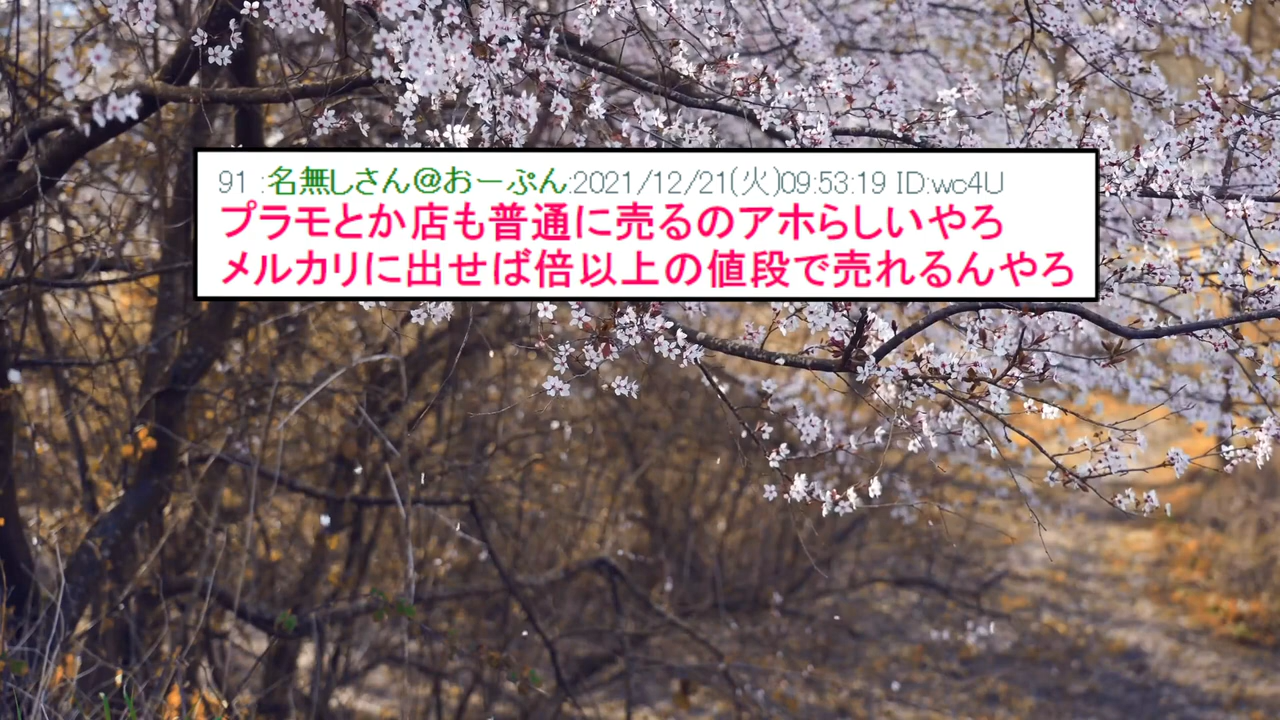 91 :名無しさん@おーぷん:2021/12/21(火)09:53:19 ID:wc4U
プラモとか店も普通に売るのアホらしいやろ
メルカリに出せば倍以上の値段で売れるんやろ